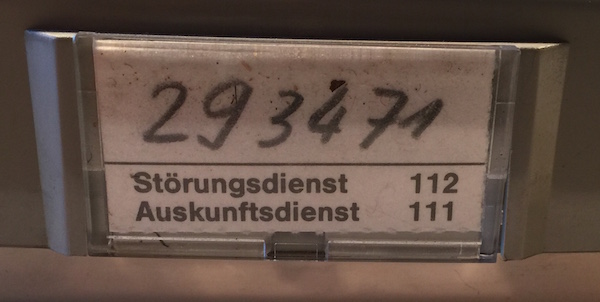 293471
Störungsdienst 112
Auskunftsdienst 111